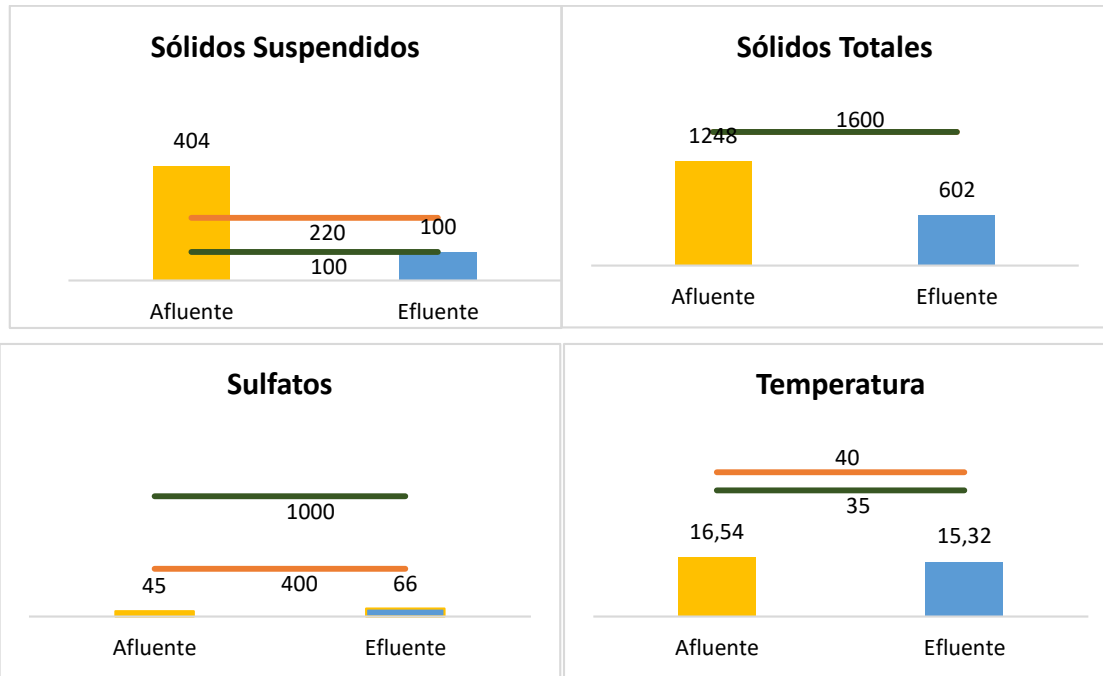 Sólidos Suspendidos
404
220
100
100
Afluente
Efluente
Sólidos Totales
1600
1248
602
Afluente
Efluente
Sulfatos
1000
45
400
66
Afluente
Efluente
Temperatura
40
35
16,54
15,32
Afluente
Efluente